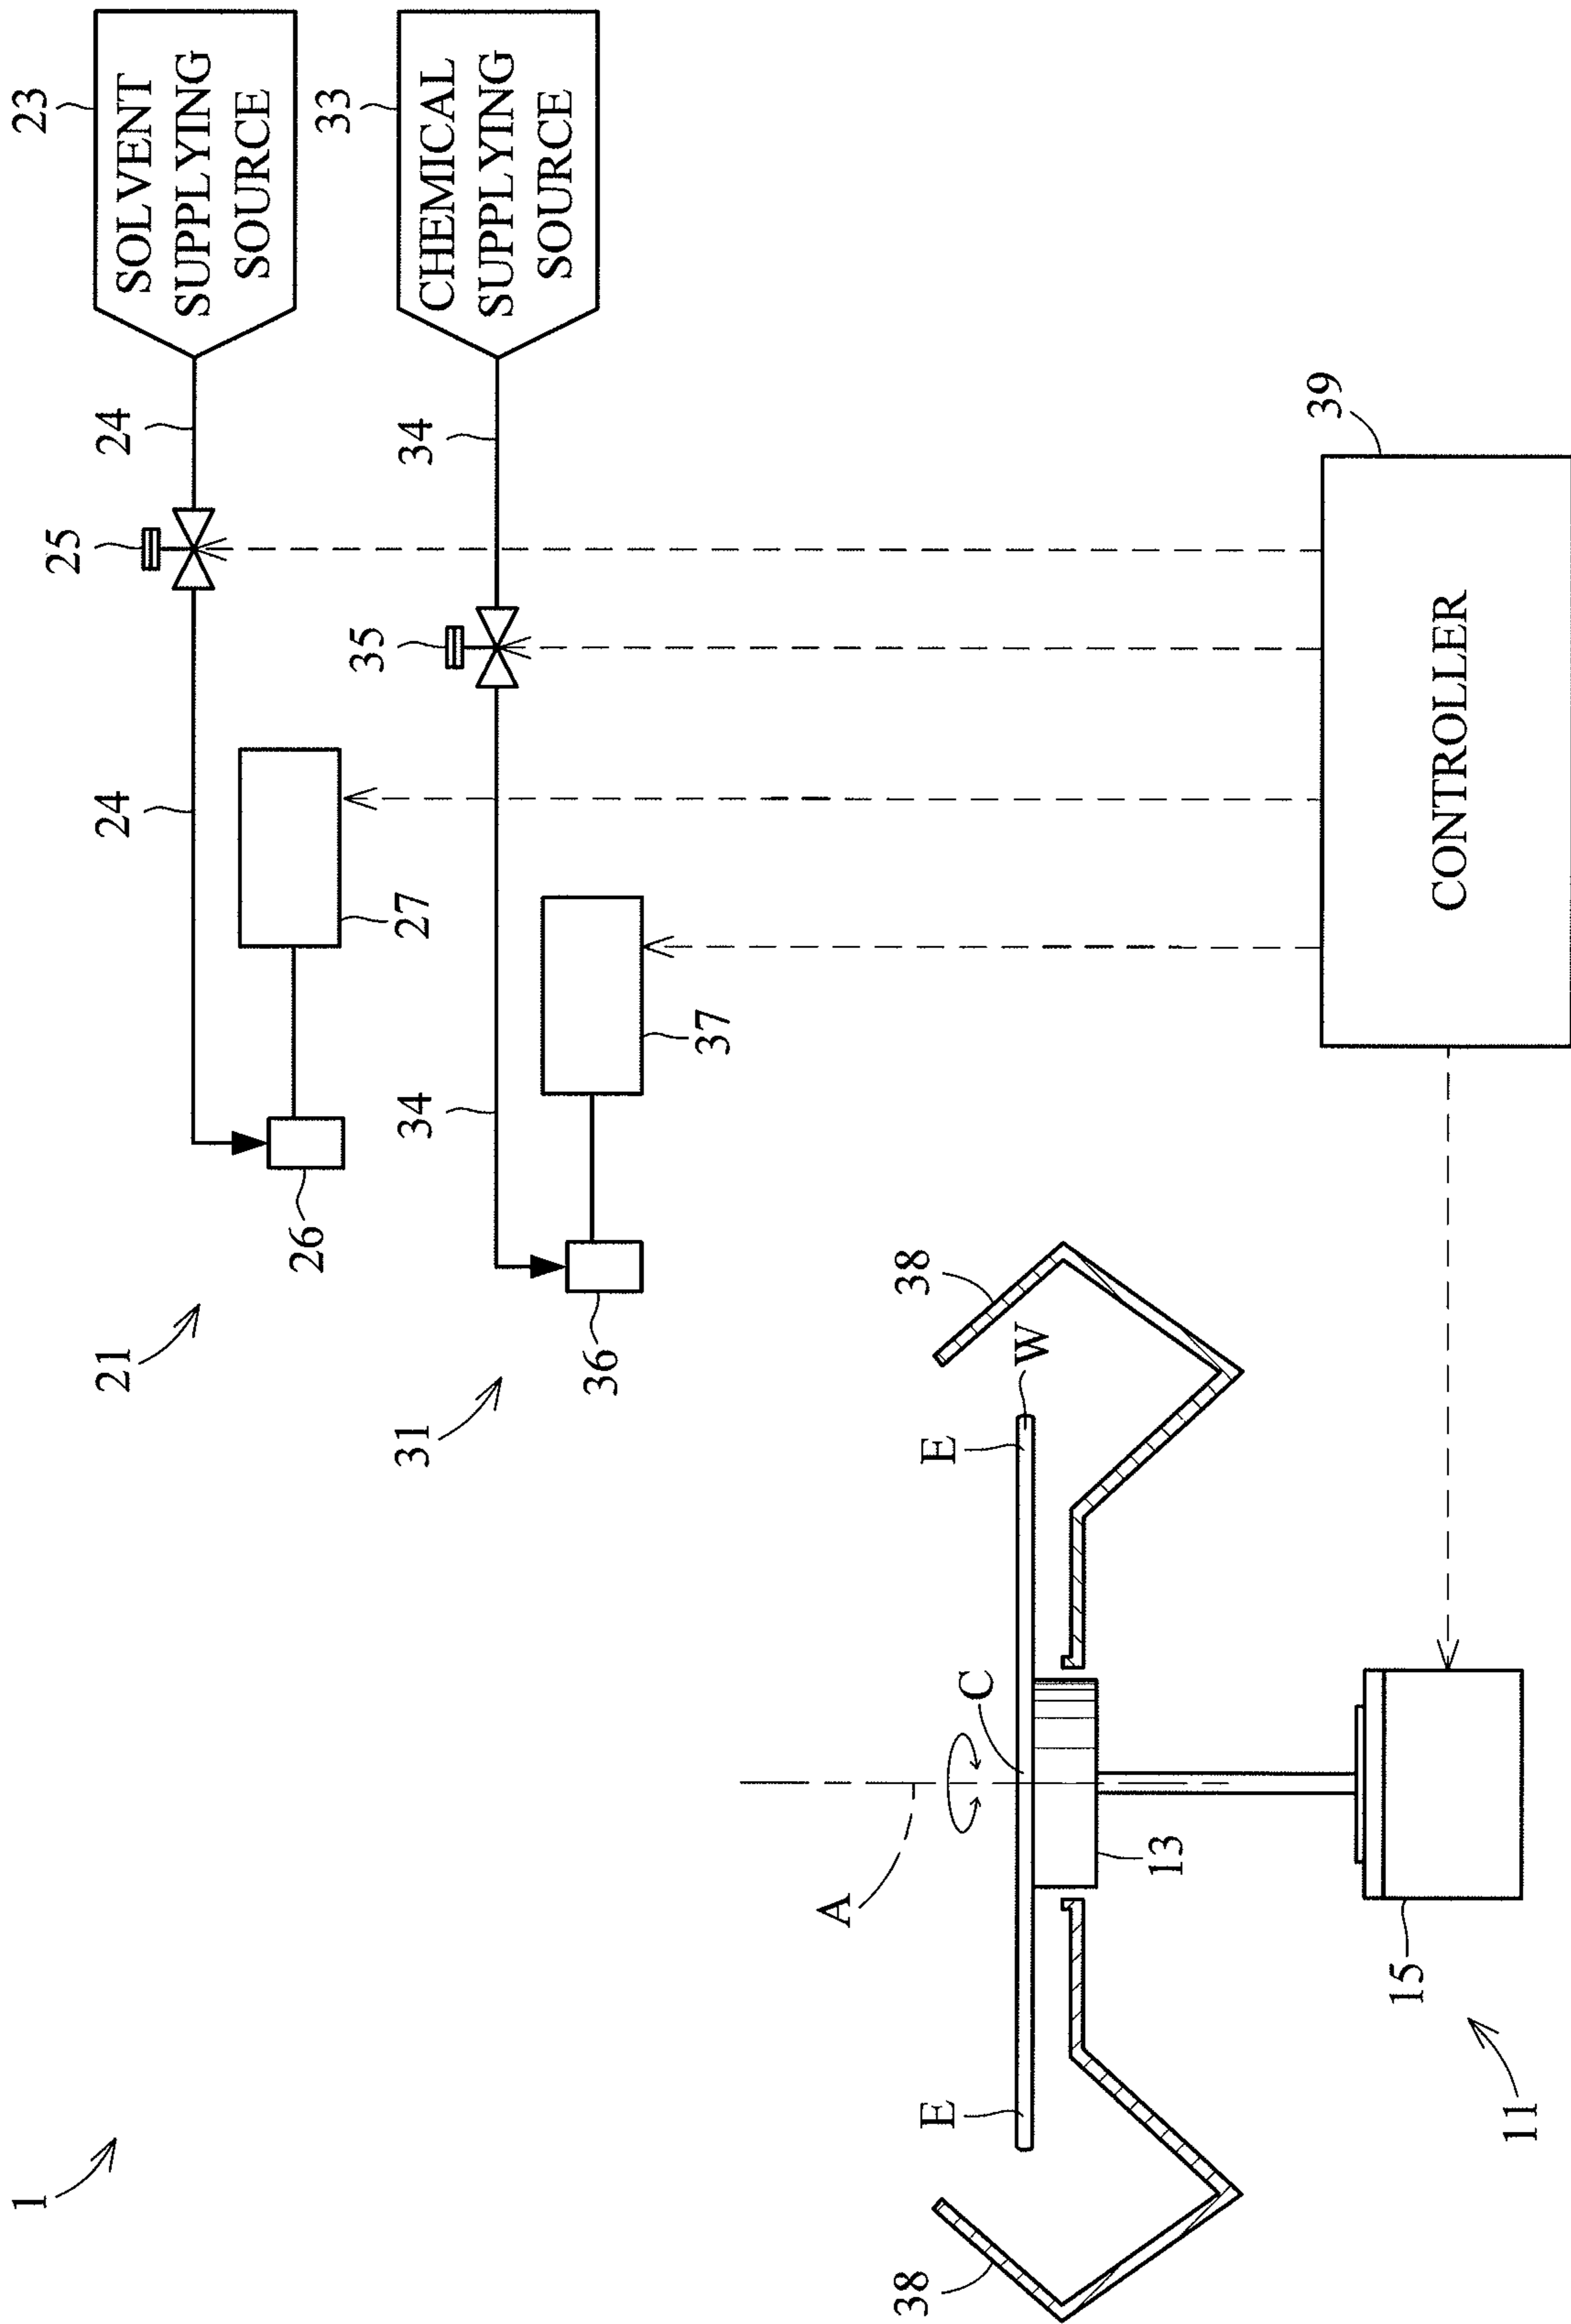 1
21
24
25
24
23
SOLVENT
SUPPLYING
SOURCE
26
27
31
34
35
34
33
CHEMICAL
SUPPLYING
SOURCE
36
37
A
38
E
C
E
W
38
13
39
CONTROLLER
15
11